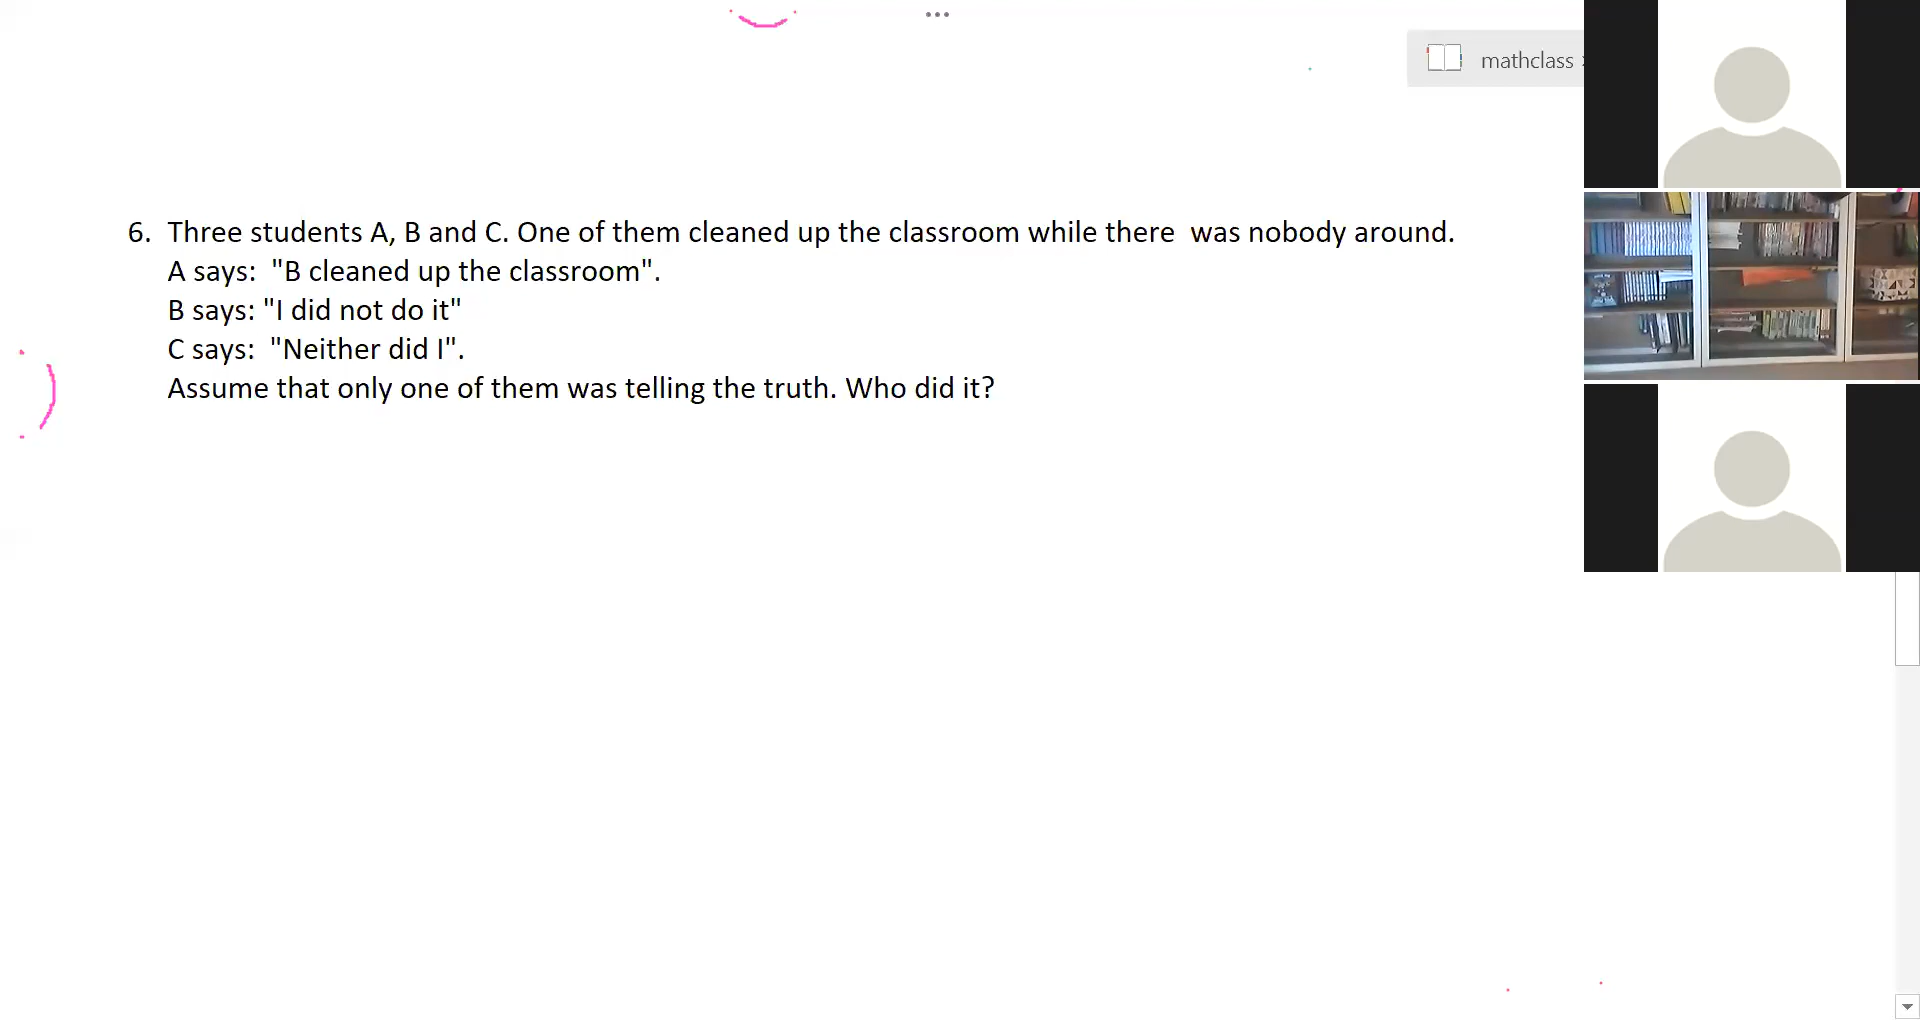 mathclass
6. Three students A, B and C. One of them cleaned up the classroom while there  was nobody around.
A says:  "B cleaned up the classroom".
B says: "I did not do it"
C says:  "Neither did I".
Assume that only one of them was telling the truth. Who did it?